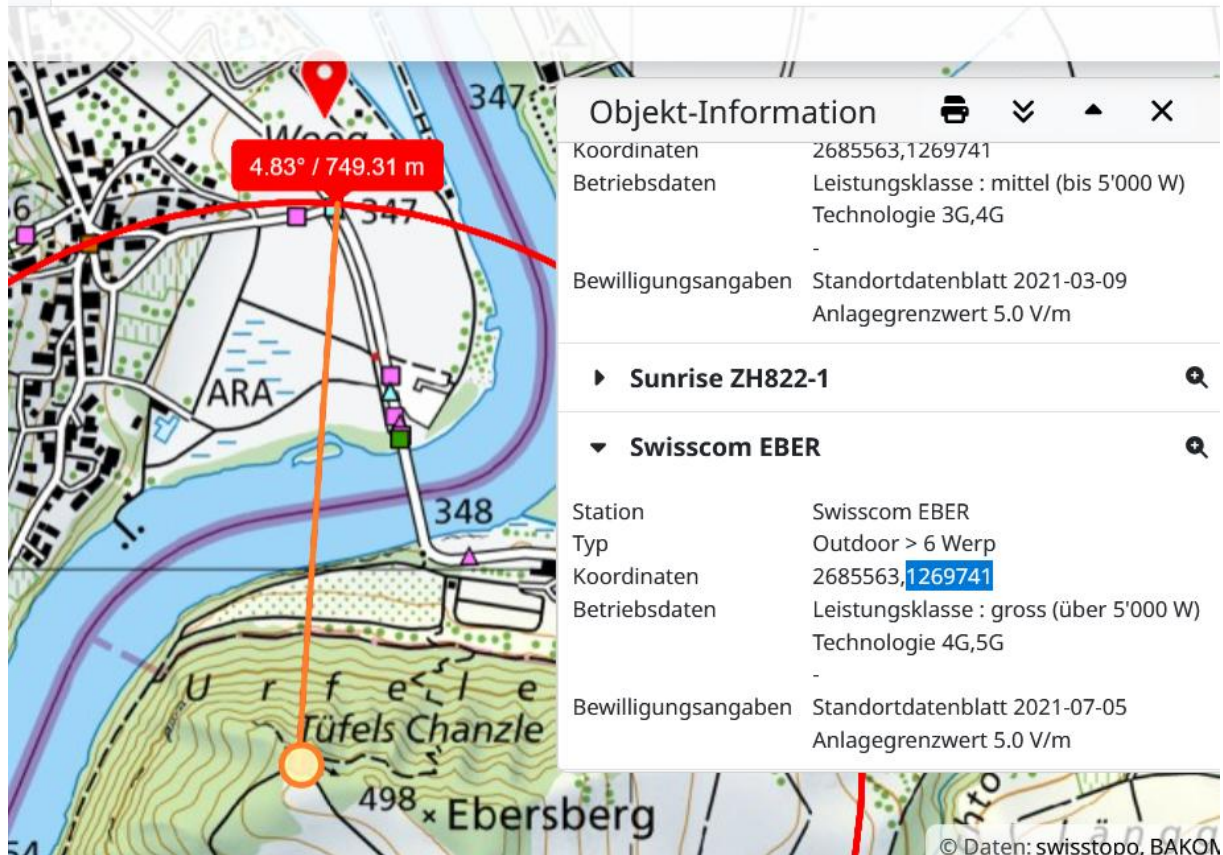 347
Weeg
4.83° / 749.31 m
347
6
ARA
348
U r f e l e
Tüfels Chanzle
498
Ebersberg
54
Objekt-Information
Koordinaten 2685563,1269741
Betriebsdaten Leistungsklasse : mittel (bis 5'000 W)
Technologie 3G,4G
-
Bewilligungsangaben Standortdatenblatt 2021-03-09
Anlagegrenzwert 5.0 V/m
Sunrise ZH822-1
Swisscom EBER
Station Swisscom EBER
Typ Outdoor > 6 Werp
Koordinaten 2685563,1269741
Betriebsdaten Leistungsklasse : gross (über 5'000 W)
Technologie 4G,5G
-
Bewilligungsangaben Standortdatenblatt 2021-07-05
Anlagegrenzwert 5.0 V/m
© Daten: swisstopo, BAKOM